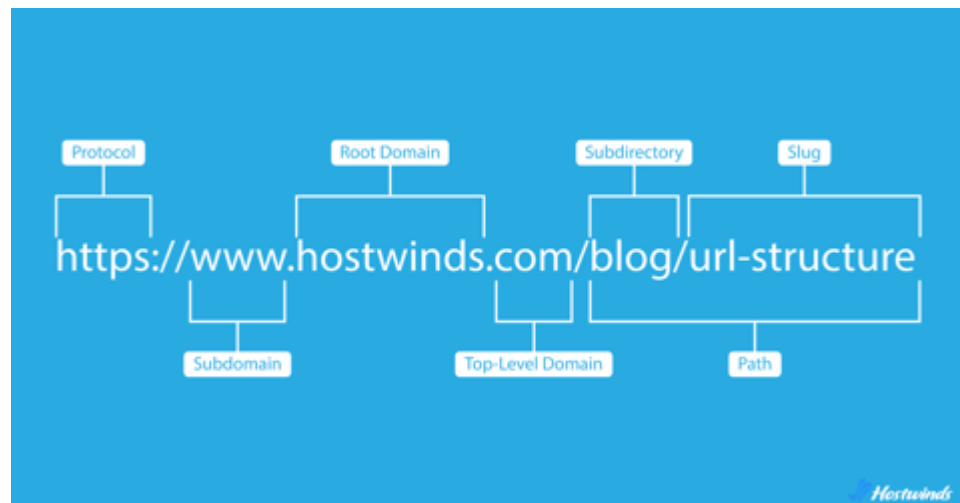 Protocol Root Domain Subdirectory Slug
https://www.hostwinds.com/blog/url-structure
Subdomain Top-Level Domain Path
Hostwinds